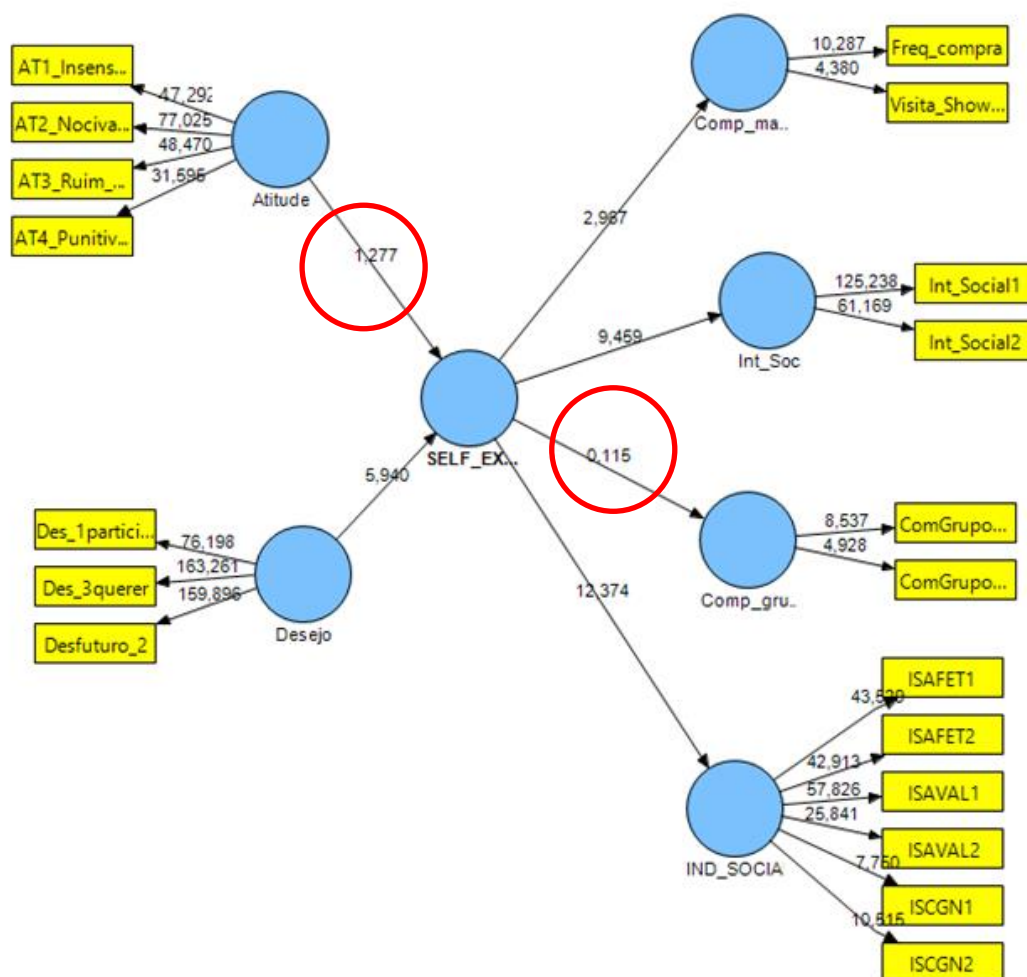 AT1_Insens...
AT2_Nociva...
AT3_Ruim_...
AT4_Punitiv...
47,292
77,025
48,470
31,595
Atitude
1,277
Des_1partici...
Des_3querer
Desfuturo_2
76,198
163,261
159,896
Desejo
5,940
SELF_EX...
2,967
9,459
0,115
12,374
Comp_ma..
10,287
4,380
Freq_compra
Visita_Show...
Int_Soc
125,238
61,169
Int_Social1
Int_Social2
Comp_gru..
8,537
4,928
ComGrupo...
ComGrupo...
IND_SOCIA
42,913
57,826
25,841
7,750
10,515
ISAFET1
ISAFET2
ISAVAL1
ISAVAL2
ISCGN1
ISCGN2